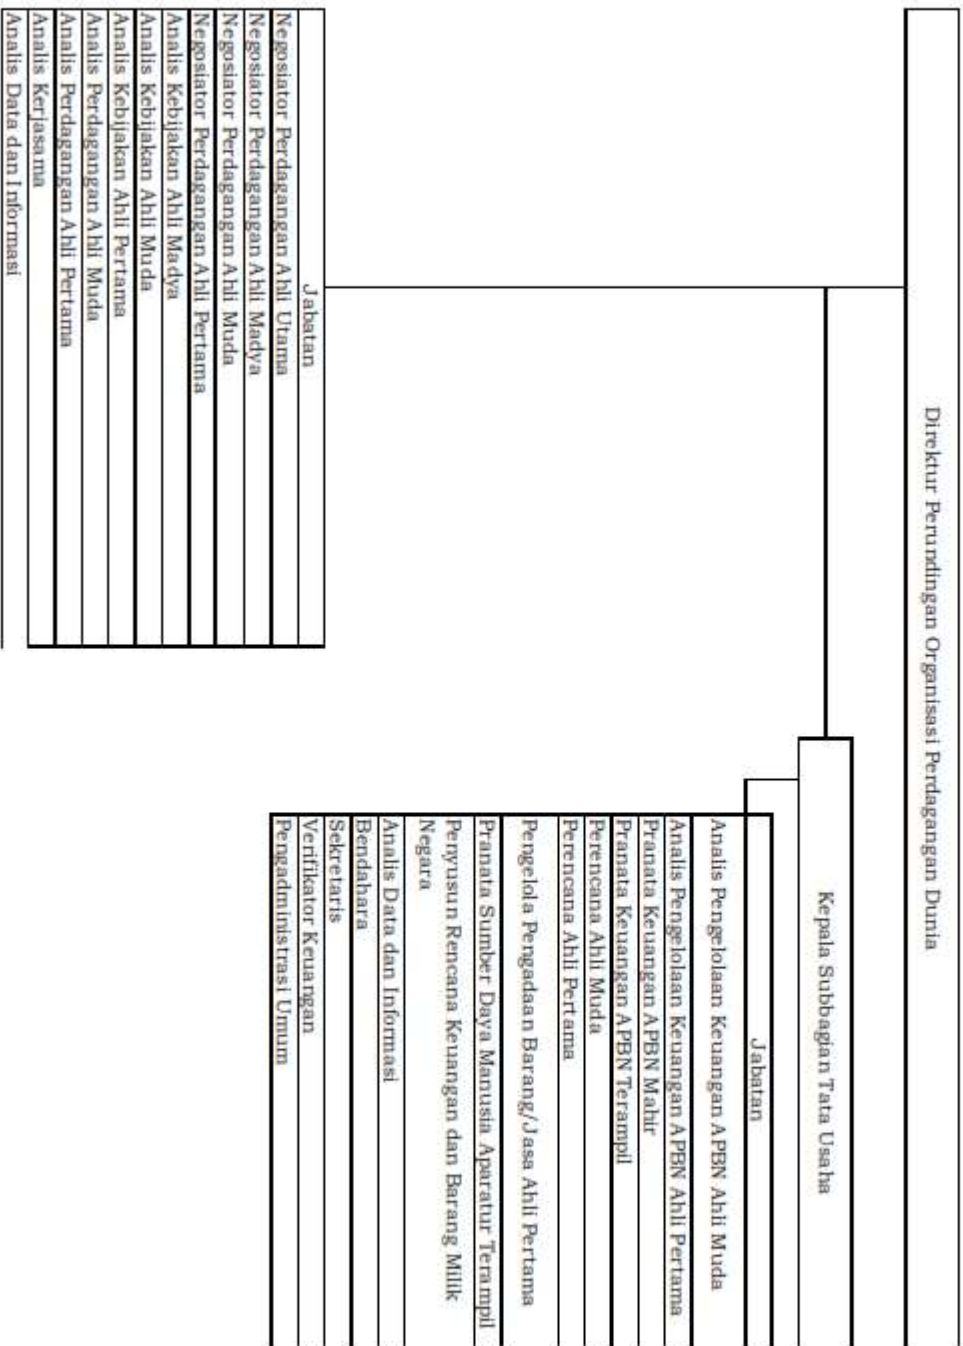 Direktur Perundingan Organisasi Perdagangan Dunia
Kepala Subbagian Tata Usaha
Jabatan
Analis Pengelolaan Keuangan APBN Ahli Muda
Analis Pengelolaan Keuangan APBN Ahli Pertama
Pranata Keuangan APBN Mahir
Pranata Keuangan APBN Terampil
Perencana Ahli Muda
Perencana Ahli Pertama
Pengelola Pengadaan Barang/Jasa Ahli Pertama
Pranata Sumber Daya Manusia Aparatur Terampil
Penyusun Rencana Keuangan dan Barang Milik
Negara
Analis Data dan Informasi
Bendahara
Sekretaris
Verifikator Keuangan
Pengadministrasi Umum
Jabatan
Negosiator Perdagangan Ahli Utama
Negosiator Perdagangan Ahli Madya
Negosiator Perdagangan Ahli Muda
Negosiator Perdagangan Ahli Pertama
Analis Kebijakan Ahli Madya
Analis Kebijakan Ahli Muda
Analis Kebijakan Ahli Pertama
Analis Perdagangan Ahli Muda
Analis Perdagangan Ahli Pertama
Analis Kerjasama
Analis Data dan Informasi